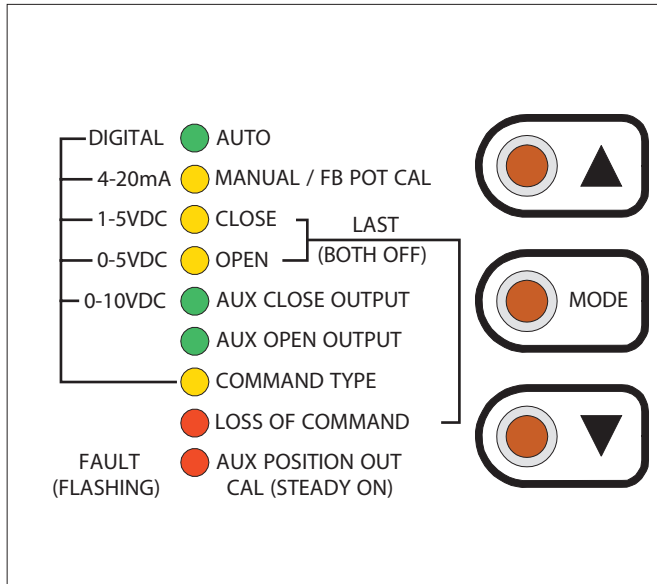 DIGITAL AUTO
4-20mA MANUAL / FB POT CAL
1-5VDC CLOSE
LAST
0-5VDC OPEN
(BOTH OFF)
0-10VDC AUX CLOSE OUTPUT
MODE
AUX OPEN OUTPUT
COMMAND TYPE
LOSS OF COMMAND
FAULT
(FLASHING)
AUX POSITION OUT
CAL (STEADY ON)